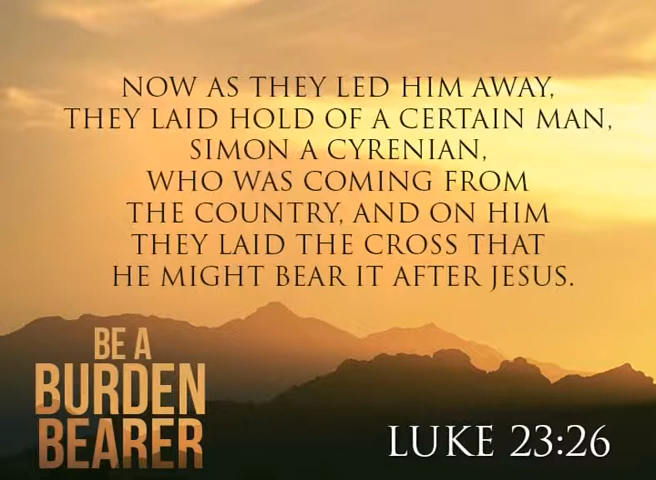 NOW AS THEY LED HIM AWAY,
THEY LAID HOLD OF A CERTAIN MAN,
SIMON A CYRENIAN,
WHO WAS COMING FROM
THE COUNTRY, AND ON HIM
THEY LAID THE CROSS THAT
HE MIGHT BEAR IT AFTER JESUS.
BE A
BURDEN
BEARER
LUKE 23:26